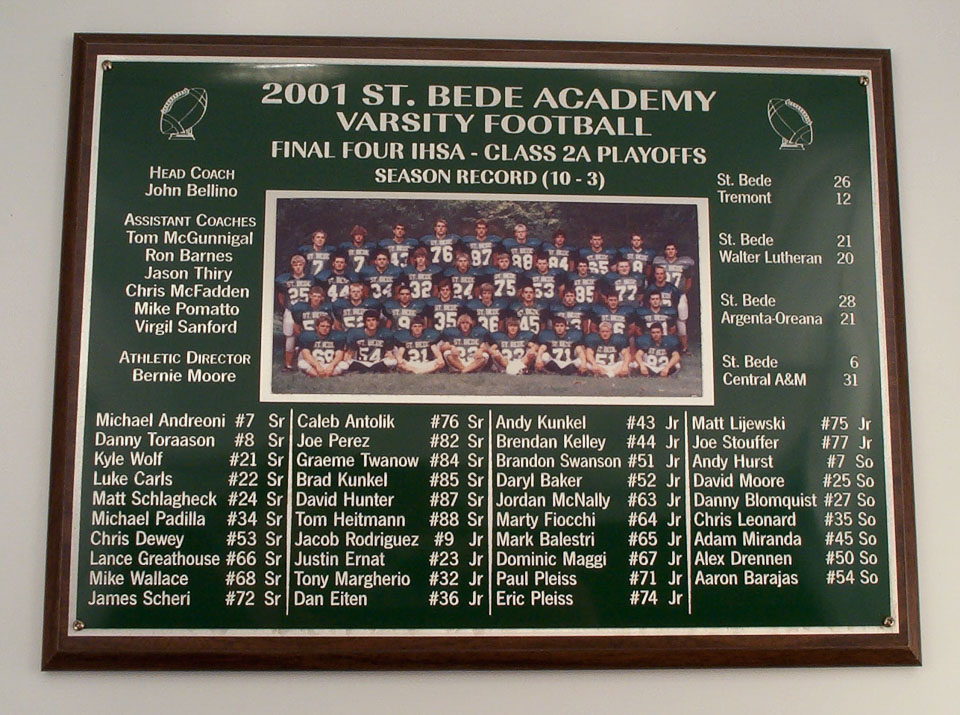 2001 ST. BEDE ACADEMY
VARSITY FOOTBALL
FINAL FOUR IHSA - CLASS 2A PLAYOFFS
SEASON RECORD (10 - 3)
HEAD COACH
John Bellino
ASSISTANT COACHES
Tom McGunnigal
Ron Barnes
Jason Thiry
Chris McFadden
Mike Pomatto
Virgil Sanford
ATHLETIC DIRECTOR
Bernie Moore
St. Bede 26
Tremont 12
St. Bede 21
Walter Lutheran 20
St. Bede 28
Argenta-Oreana 21
St. Bede 6
Central A&M 31
Michael Andreoni #7 Sr
Danny Toraason #8 Sr
Kyle Wolf #21 Sr
Luke Carls #22 Sr
Matt Schlagheck #24 Sr
Michael Padilla #34 Sr
Chris Dewey #53 Sr
Lance Greathouse #66 Sr
Mike Wallace #68 Sr
James Scheri #72 Sr
Caleb Antolik #76 Sr
Joe Perez #82 Sr
Graeme Twanow #84 Sr
Brad Kunkel #85 Sr
David Hunter #87 Sr
Tom Heitmann #88 Sr
Jacob Rodriguez #9 Jr
Justin Ernat #23 Jr
Tony Margherio #32 Jr
Dan Eiten #36 Jr
Andy Kunkel #43 Jr
Brendan Kelley #44 Jr
Brandon Swanson #51 Jr
Daryl Baker #52 Jr
Jordan McNally #63 Jr
Marty Fiocchi #64 Jr
Mark Balestri #65 Jr
Dominic Maggi #67 Jr
Paul Pleiss #71 Jr
Eric Pleiss #74 Jr
Matt Lijewski #75 Jr
Joe Stouffer #77 Jr
Andy Hurst #7 So
David Moore #25 So
Danny Blomquist #27 So
Chris Leonard #35 So
Adam Miranda #45 So
Alex Drennen #50 So
Aaron Barajas #54 So